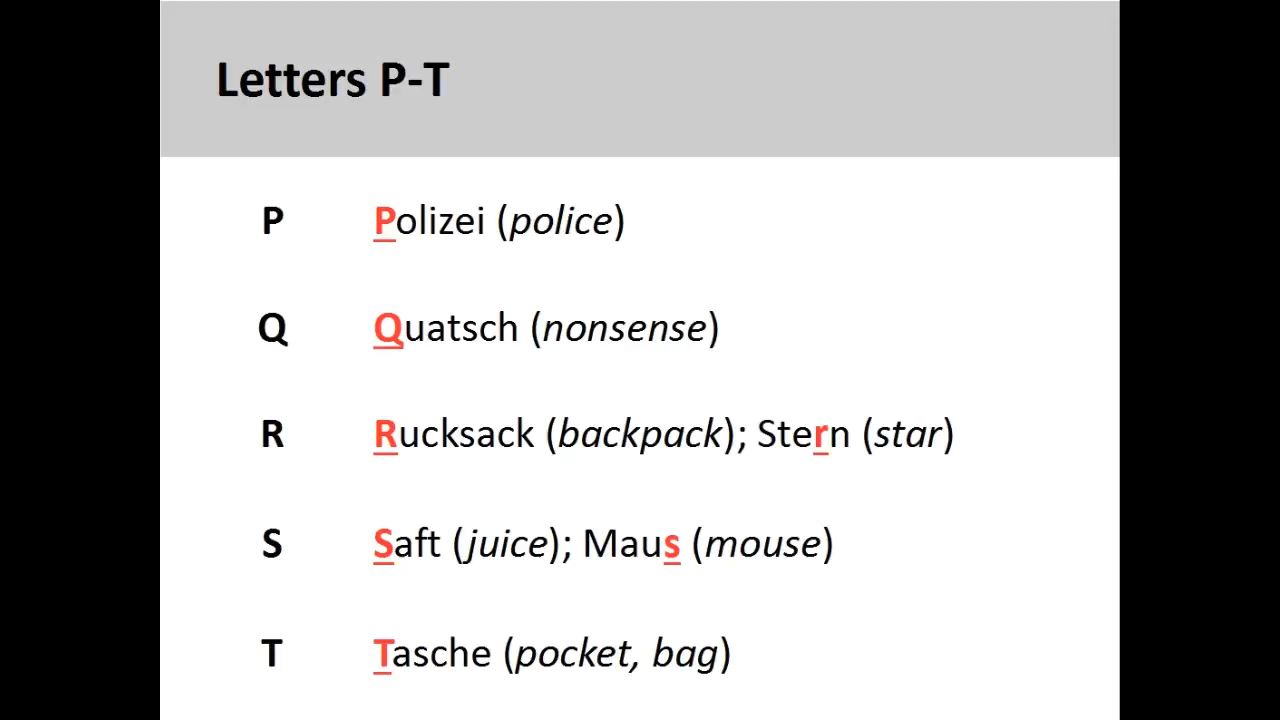 Letters P-T
P Polizei (police)
Q Quatsch (nonsense)
R Rucksack (backpack); Stern (star)
S Saft (juice); Maus (mouse)
T Tasche (pocket, bag)